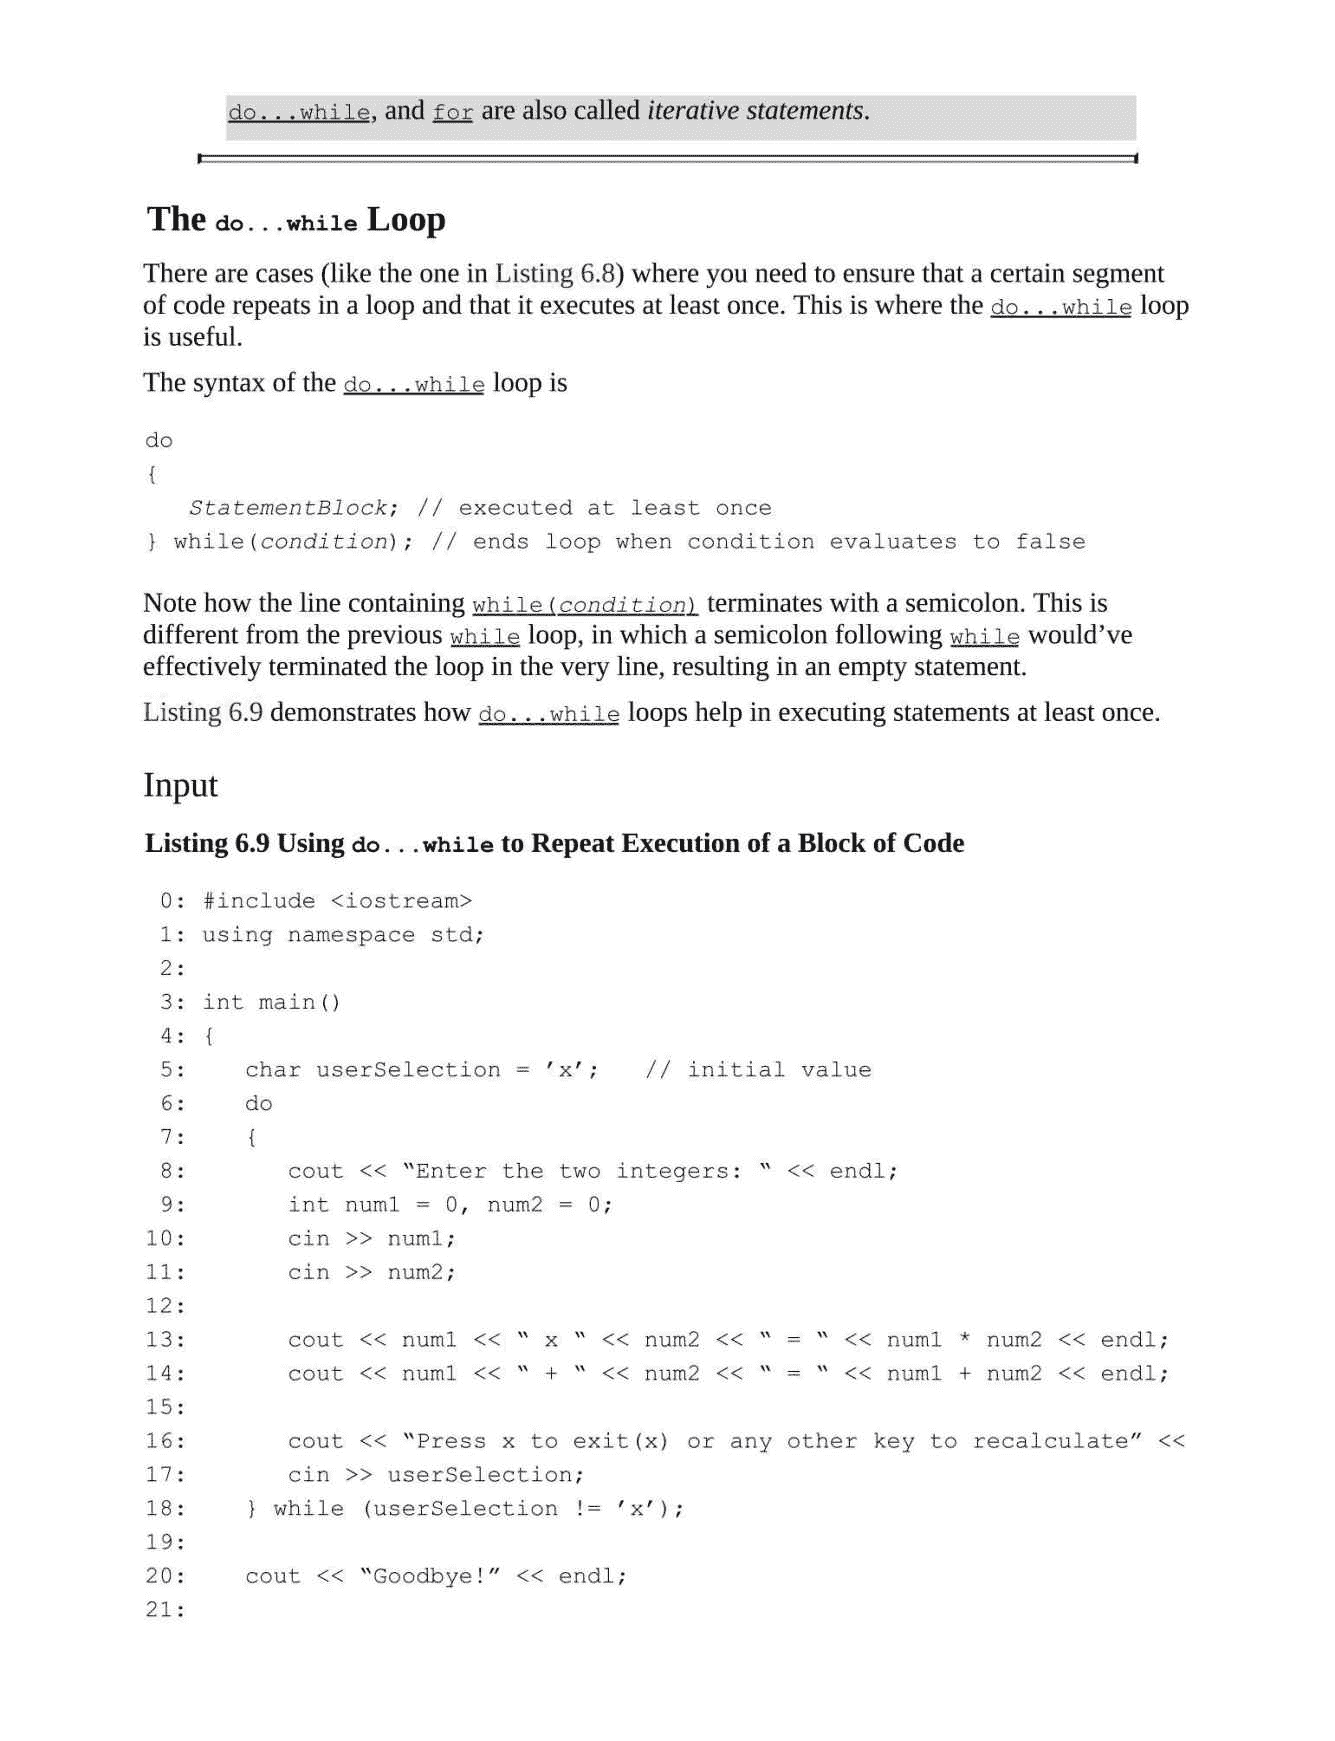 do...while, and for are also called iterative statements.
The do...while Loop
There are cases (like the one in Listing 6.8) where you need to ensure that a certain segment
of code repeats in a loop and that it executes at least once. This is where the do...while loop
is useful.
The syntax of the do...while loop is
do
{
   StatementBlock; // executed at least once
} while(condition); // ends loop when condition evaluates to false
Note how the line containing while(condition) terminates with a semicolon. This is
different from the previous while loop, in which a semicolon following while would’ve
effectively terminated the loop in the very line, resulting in an empty statement.
Listing 6.9 demonstrates how do...while loops help in executing statements at least once.
Input
Listing 6.9 Using do...while to Repeat Execution of a Block of Code
 0: #include <iostream>
 1: using namespace std;
 2:
 3: int main()
 4: {
 5:    char userSelection = ’x’;   // initial value
 6:    do
 7:    {
 8:       cout << “Enter the two integers: “ << endl;
 9:       int num1 = 0, num2 = 0;
10:       cin >> num1;
11:       cin >> num2;
12:
13:       cout << num1 << “ x “ << num2 << “ = “ << num1 * num2 << endl;
14:       cout << num1 << “ + “ << num2 << “ = “ << num1 + num2 << endl;
15:
16:       cout << “Press x to exit(x) or any other key to recalculate” <<
17:       cin >> userSelection;
18:    } while (userSelection != ’x’);
19:
20:    cout << “Goodbye!” << endl;
21: